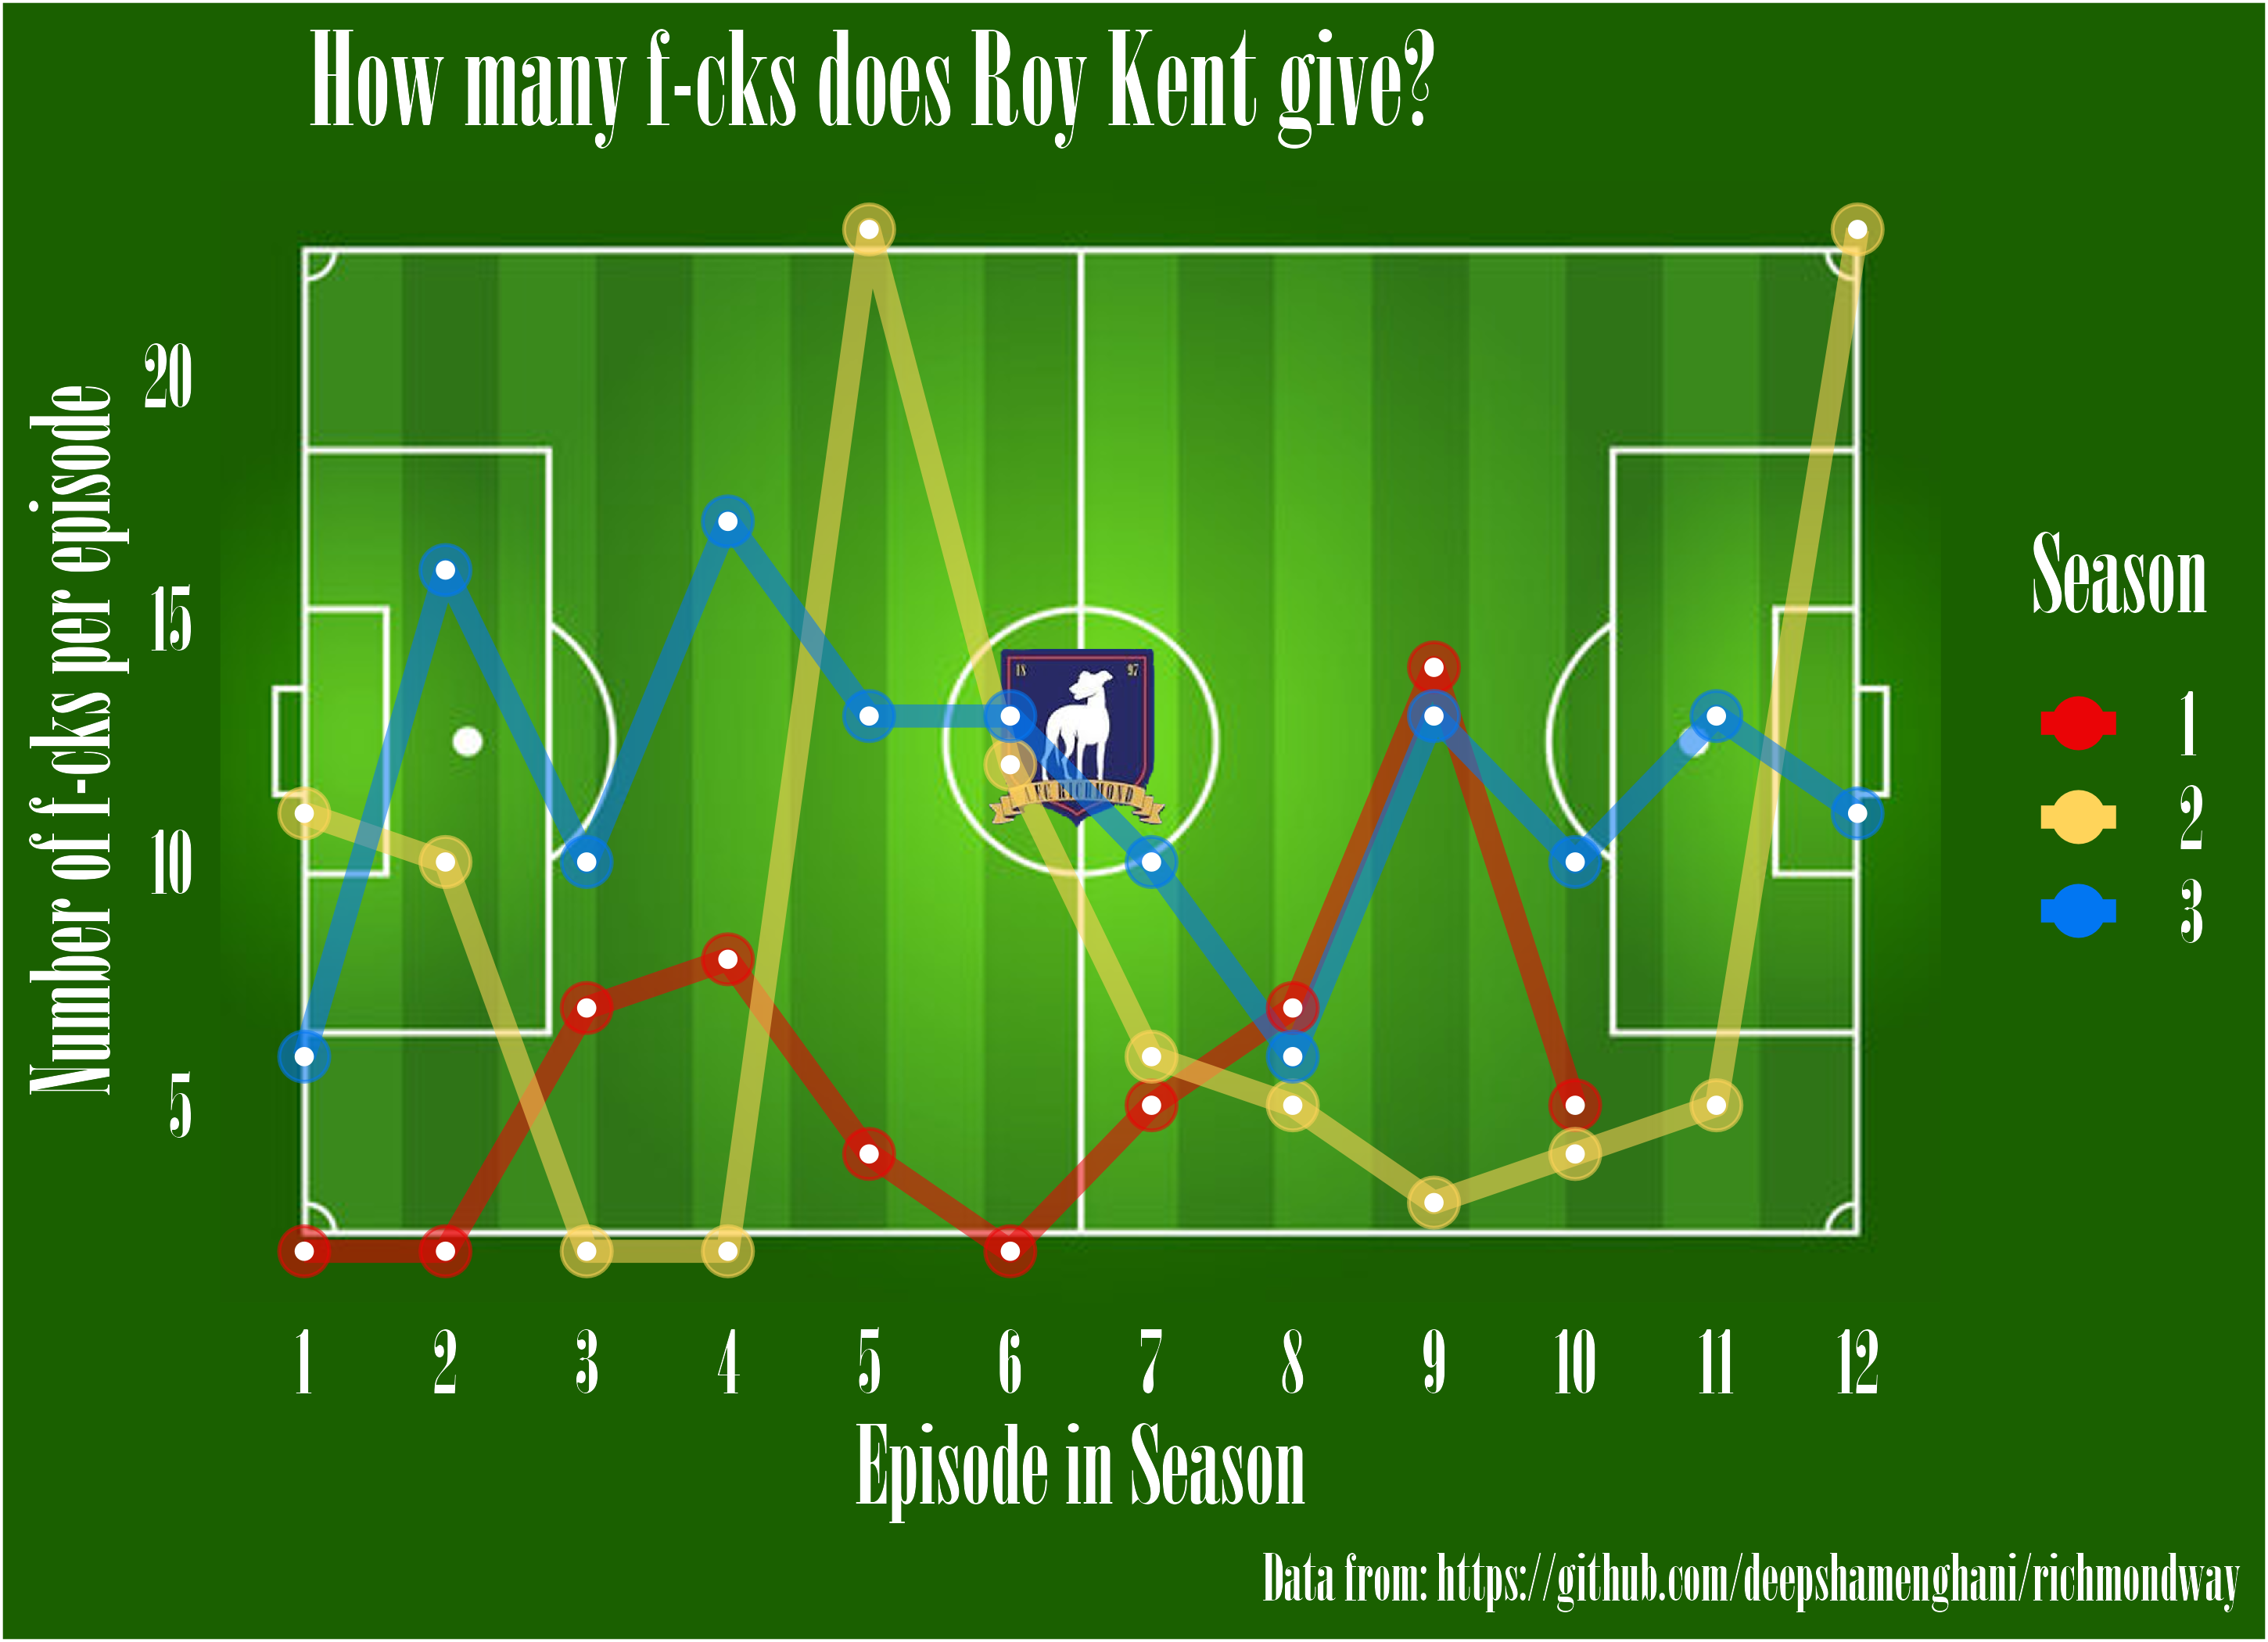 How many f-cks does Roy Kent give?
Number of f-cks per episode
20
15
10
5
18 97
AFC RICHMOND
Season
1
2
3
1 2 3 4 5 6 7 8 9 10 11 12
Episode in Season
Data from: https://github.com/deepshamenghani/richmondway